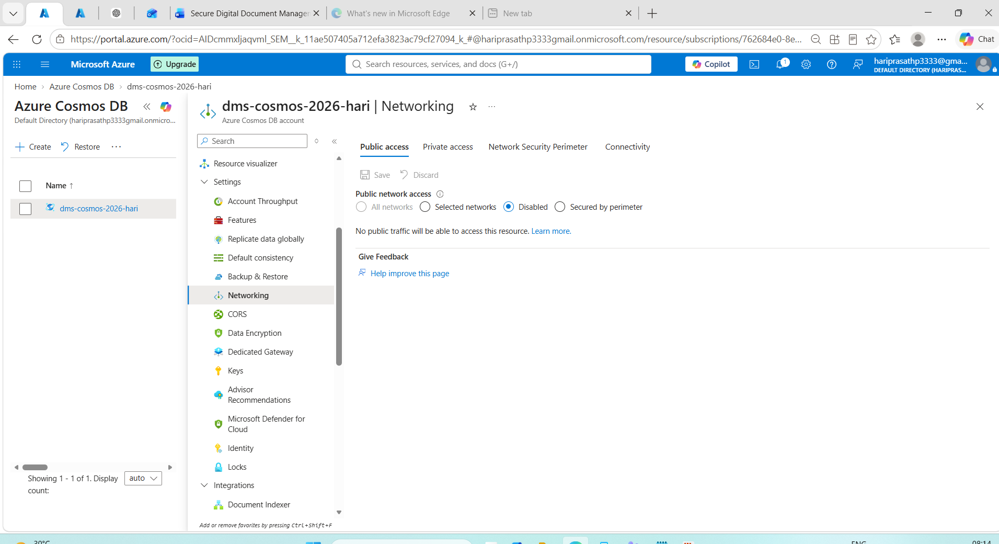 Secure Digital Document Manager
What's new in Microsoft Edge
New tab
https://portal.azure.com/?ocid=AIDcmmxljaqvml_SEM__k_11ae507405a712efa3823ac79cf27094_k_#@hariprasathp3333gmail.onmicrosoft.com/resource/subscriptions/762684e0-8e...
Chat
Microsoft Azure
Upgrade
Search resources, services, and docs (G+/)
Copilot
1
hariprasathp3333@gma...
DEFAULT DIRECTORY (HARIPRAS...
Home > Azure Cosmos DB > dms-cosmos-2026-hari
Azure Cosmos DB
Default Directory (hariprasathp3333gmail.onmicro...
Create
Restore
...
Name ↑
dms-cosmos-2026-hari
Showing 1 - 1 of 1. Display
count:
auto
dms-cosmos-2026-hari | Networking
Azure Cosmos DB account
Search
Resource visualizer
Settings
Account Throughput
Features
Replicate data globally
Default consistency
Backup & Restore
Networking
CORS
Data Encryption
Dedicated Gateway
Keys
Advisor
Recommendations
Microsoft Defender for
Cloud
Identity
Locks
Integrations
Document Indexer
Add or remove favorites by pressing Ctrl+Shift+F
Public access
Private access
Network Security Perimeter
Connectivity
Save
Discard
Public network access
All networks
Selected networks
Disabled
Secured by perimeter
No public traffic will be able to access this resource. Learn more.
Give Feedback
Help improve this page
30°C
ENG
08:14